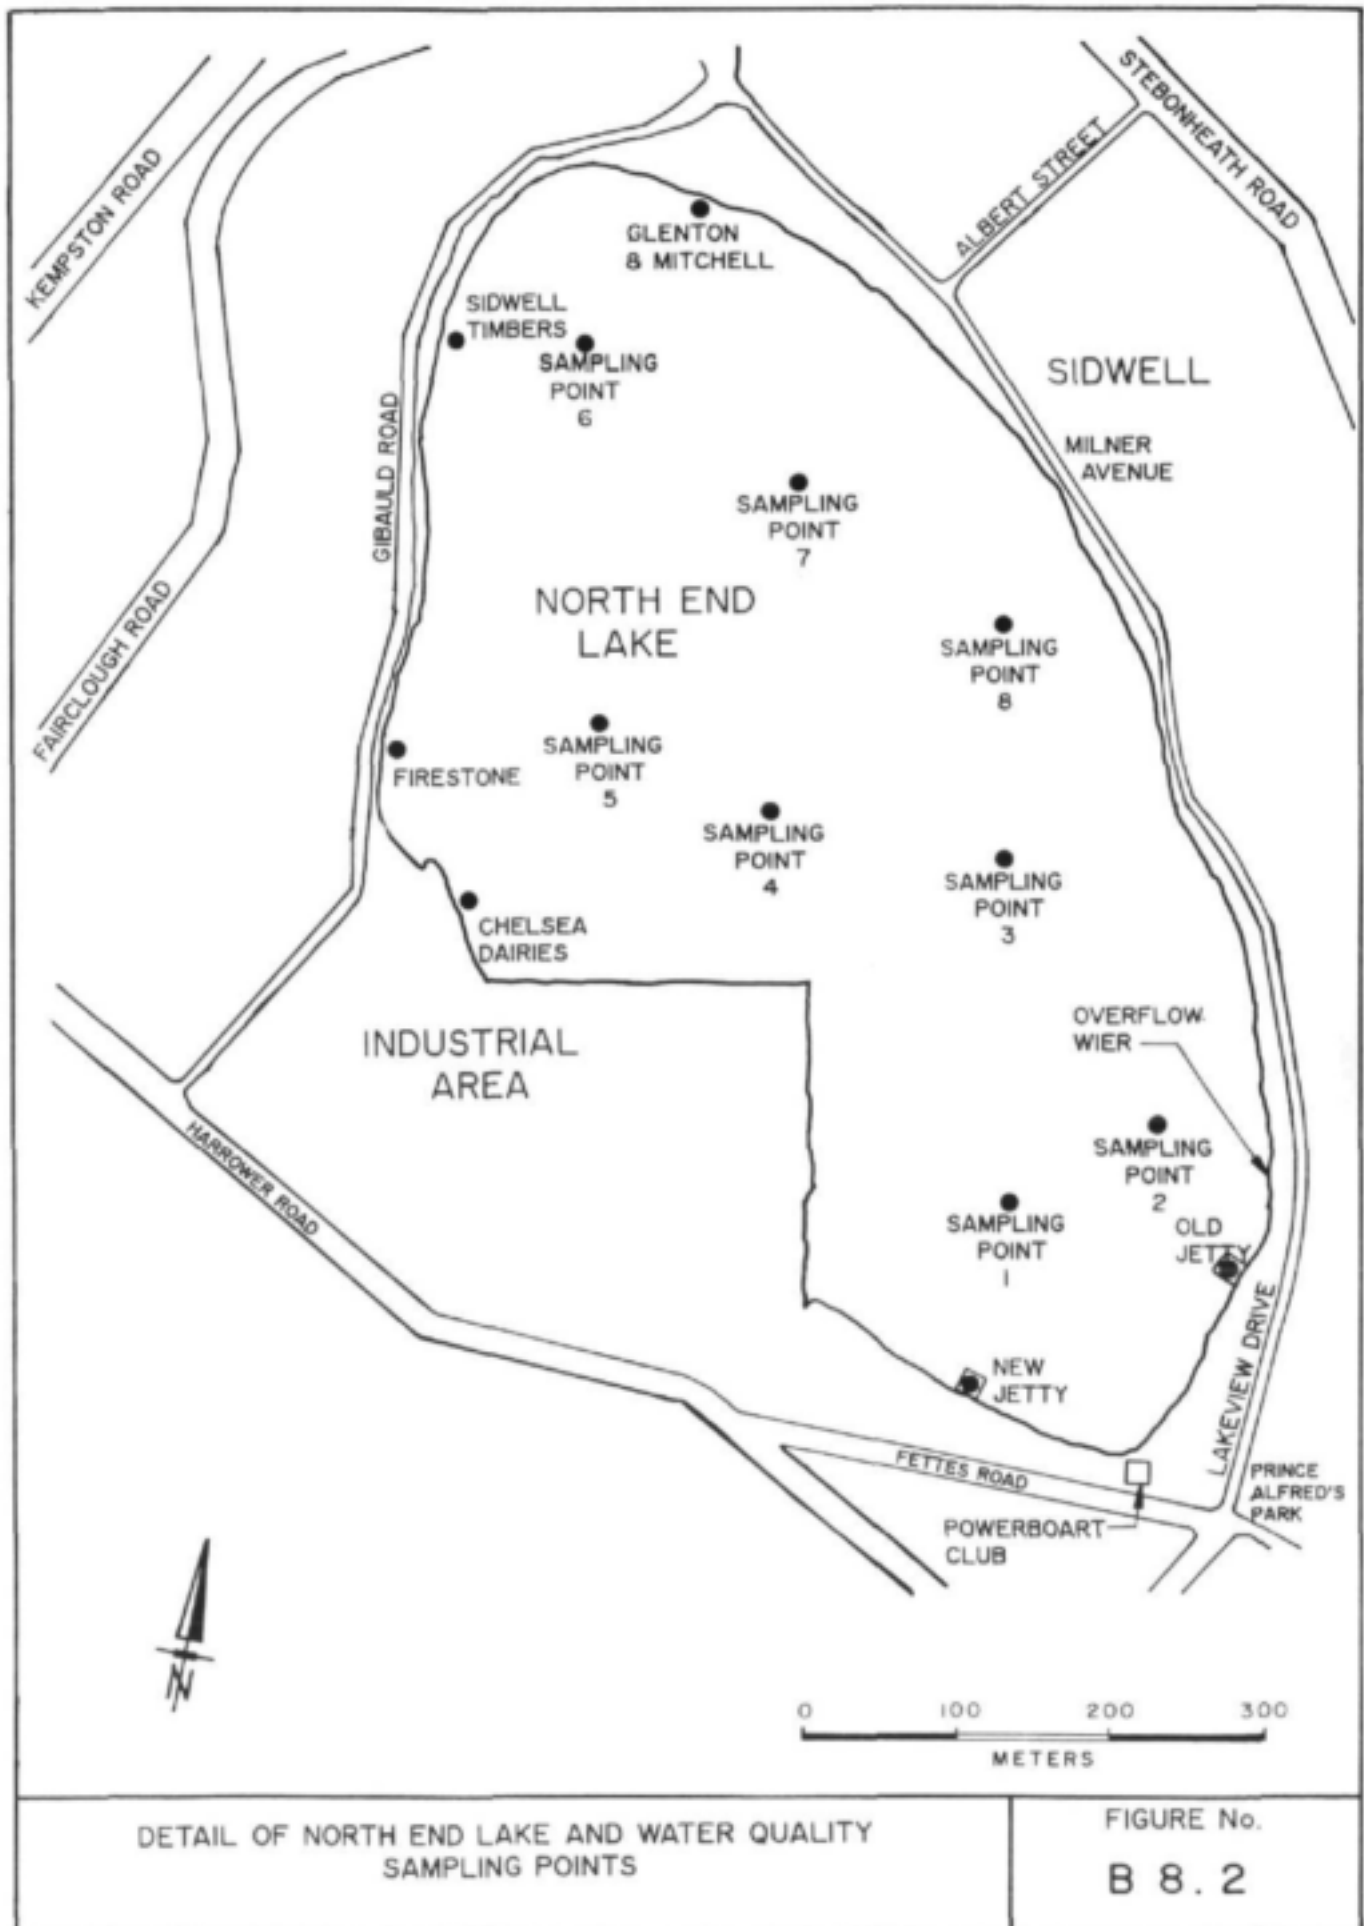 STEBONHEATH ROAD
ALBERT STREET
KEMPSTON ROAD
GLENTON
& MITCHELL
SIDWELL
TIMBERS
SAMPLING
POINT
6
SIDWELL
GIBAULD ROAD
MILNER
AVENUE
SAMPLING
POINT
7
NORTH END
LAKE
FAIRCLOUGH ROAD
SAMPLING
POINT
8
SAMPLING
POINT
5
FIRESTONE
SAMPLING
POINT
4
SAMPLING
POINT
3
CHELSEA
DAIRIES
INDUSTRIAL
AREA
OVERFLOW
WIER
HARROWER ROAD
SAMPLING
POINT
2
SAMPLING
POINT
1
OLD
JETTY
LAKEVIEW DRIVE
NEW
JETTY
FETTES ROAD
PRINCE
ALFRED'S
PARK
POWERBOART
CLUB
N
0 100 200 300
METERS
DETAIL OF NORTH END LAKE AND WATER QUALITY
SAMPLING POINTS
FIGURE No.
B 8.2